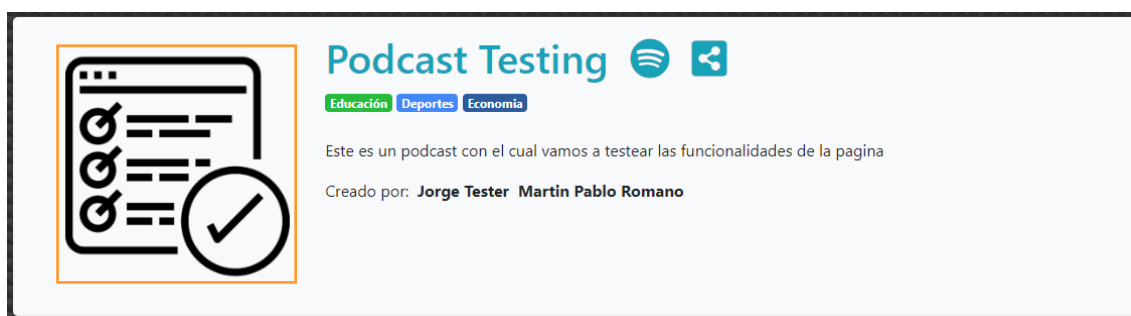 Podcast Testing
Educación Deportes Economia
Este es un podcast con el cual vamos a testear las funcionalidades de la pagina
Creado por: Jorge Tester Martin Pablo Romano